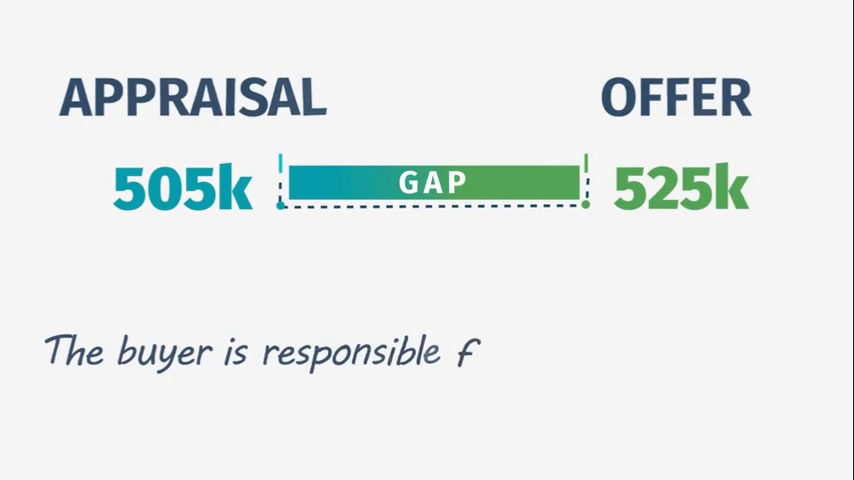 APPRAISAL OFFER
505k GAP 525k
The buyer is responsible f